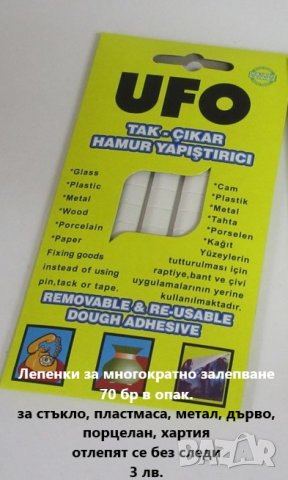 UFO
TAK - ÇIKAR
HAMUR YAPIŞTIRICI
*Glass
*Plastic
*Metal
*Wood
*Porcelain
*Paper
Fixing goods
instead of using
pin,tack or tape.
*Cam
*Plastik
*Metal
*Tahta
*Porselen
*Kağıt
Yüzeylerin
tutturulması için
raptiye,bant ve çivi
uygulamalarının yerine
kullanılmaktadır.
REMOVABLE & RE-USABLE
DOUGH ADHESIVE
Лепенки за многократно залепване
70 бр в опак.
за стъкло, пластмаса, метал, дърво,
порцелан, хартия
отлепят се без следи
3 лв.
Bazar